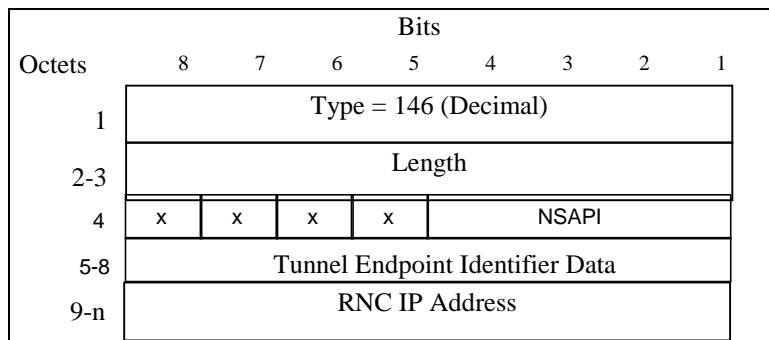 Bits
Octets 8 7 6 5 4 3 2 1
1 Type = 146 (Decimal)
2-3 Length
4 x x x x NSAPI
5-8 Tunnel Endpoint Identifier Data
9-n RNC IP Address